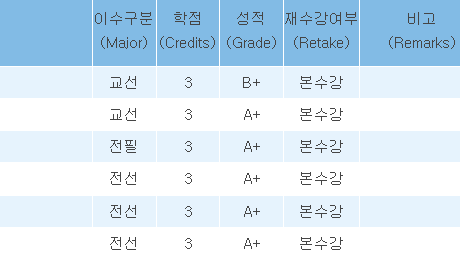 이수구분 학점 성적 재수강여부 비고
(Major) (Credits) (Grade) (Retake) (Remarks)
교선 3 B+ 본수강
교선 3 A+ 본수강
전필 3 A+ 본수강
전선 3 A+ 본수강
전선 3 A+ 본수강
전선 3 A+ 본수강